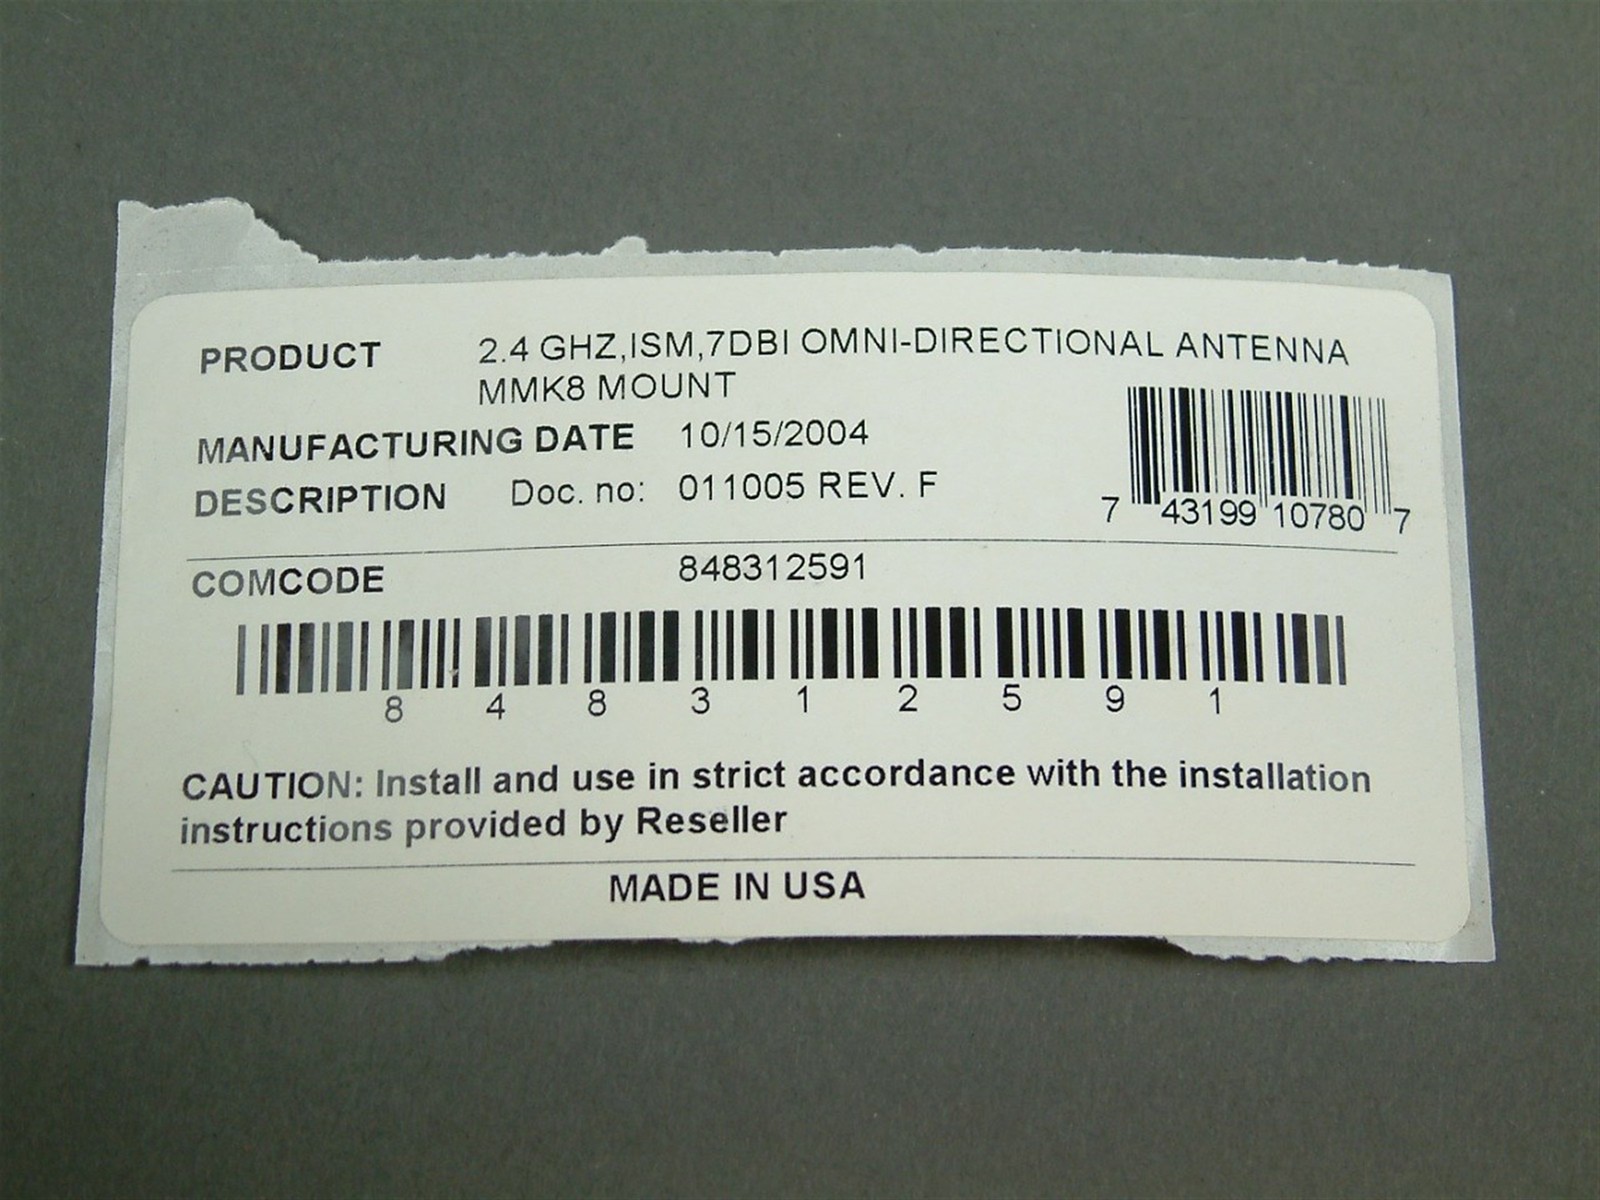 PRODUCT 2.4 GHZ,ISM,7DBI OMNI-DIRECTIONAL ANTENNA
MMK8 MOUNT
MANUFACTURING DATE 10/15/2004
DESCRIPTION Doc. no: 011005 REV. F
7 43199 10780 7
COMCODE 848312591
8 4 8 3 1 2 5 9 1
CAUTION: Install and use in strict accordance with the installation
instructions provided by Reseller
MADE IN USA